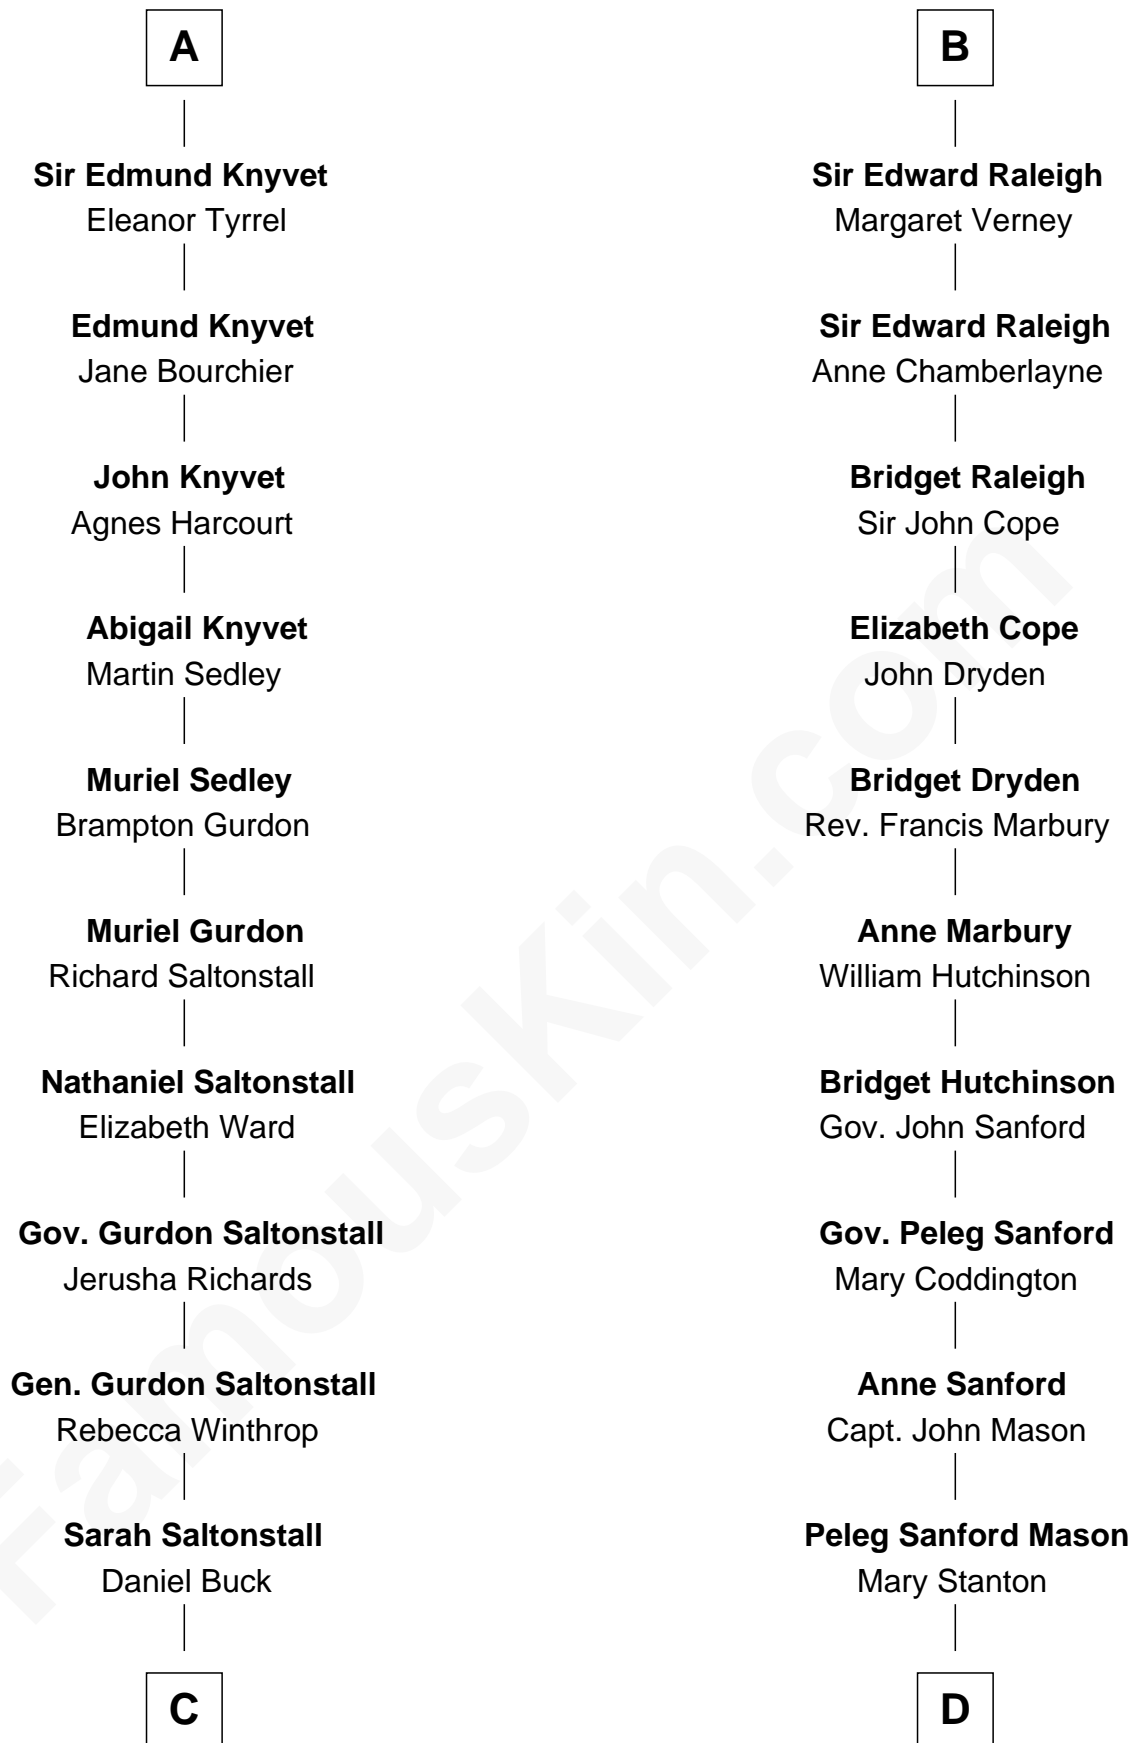 A
Sir Edmund Knyvet
Eleanor Tyrrel
Edmund Knyvet
Jane Bourchier
John Knyvet
Agnes Harcourt
Abigail Knyvet
Martin Sedley
Muriel Sedley
Brampton Gurdon
Muriel Gurdon
Richard Saltonstall
Nathaniel Saltonstall
Elizabeth Ward
Gov. Gurdon Saltonstall
Jerusha Richards
Gen. Gurdon Saltonstall
Rebecca Winthrop
Sarah Saltonstall
Daniel Buck
C
B
Sir Edward Raleigh
Margaret Verney
Sir Edward Raleigh
Anne Chamberlayne
Bridget Raleigh
Sir John Cope
Elizabeth Cope
John Dryden
Bridget Dryden
Rev. Francis Marbury
Anne Marbury
William Hutchinson
Bridget Hutchinson
Gov. John Sanford
Gov. Peleg Sanford
Mary Coddington
Anne Sanford
Capt. John Mason
Peleg Sanford Mason
Mary Stanton
D
FamousKin.com